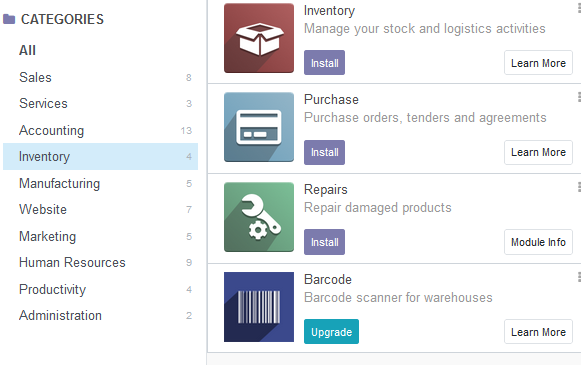 CATEGORIES
All
Sales 8
Services 3
Accounting 13
Inventory 4
Manufacturing 5
Website 7
Marketing 5
Human Resources 9
Productivity 4
Administration 2
Inventory
Manage your stock and logistics activities
Install Learn More
Purchase
Purchase orders, tenders and agreements
Install Learn More
Repairs
Repair damaged products
Install Module Info
Barcode
Barcode scanner for warehouses
Upgrade Learn More